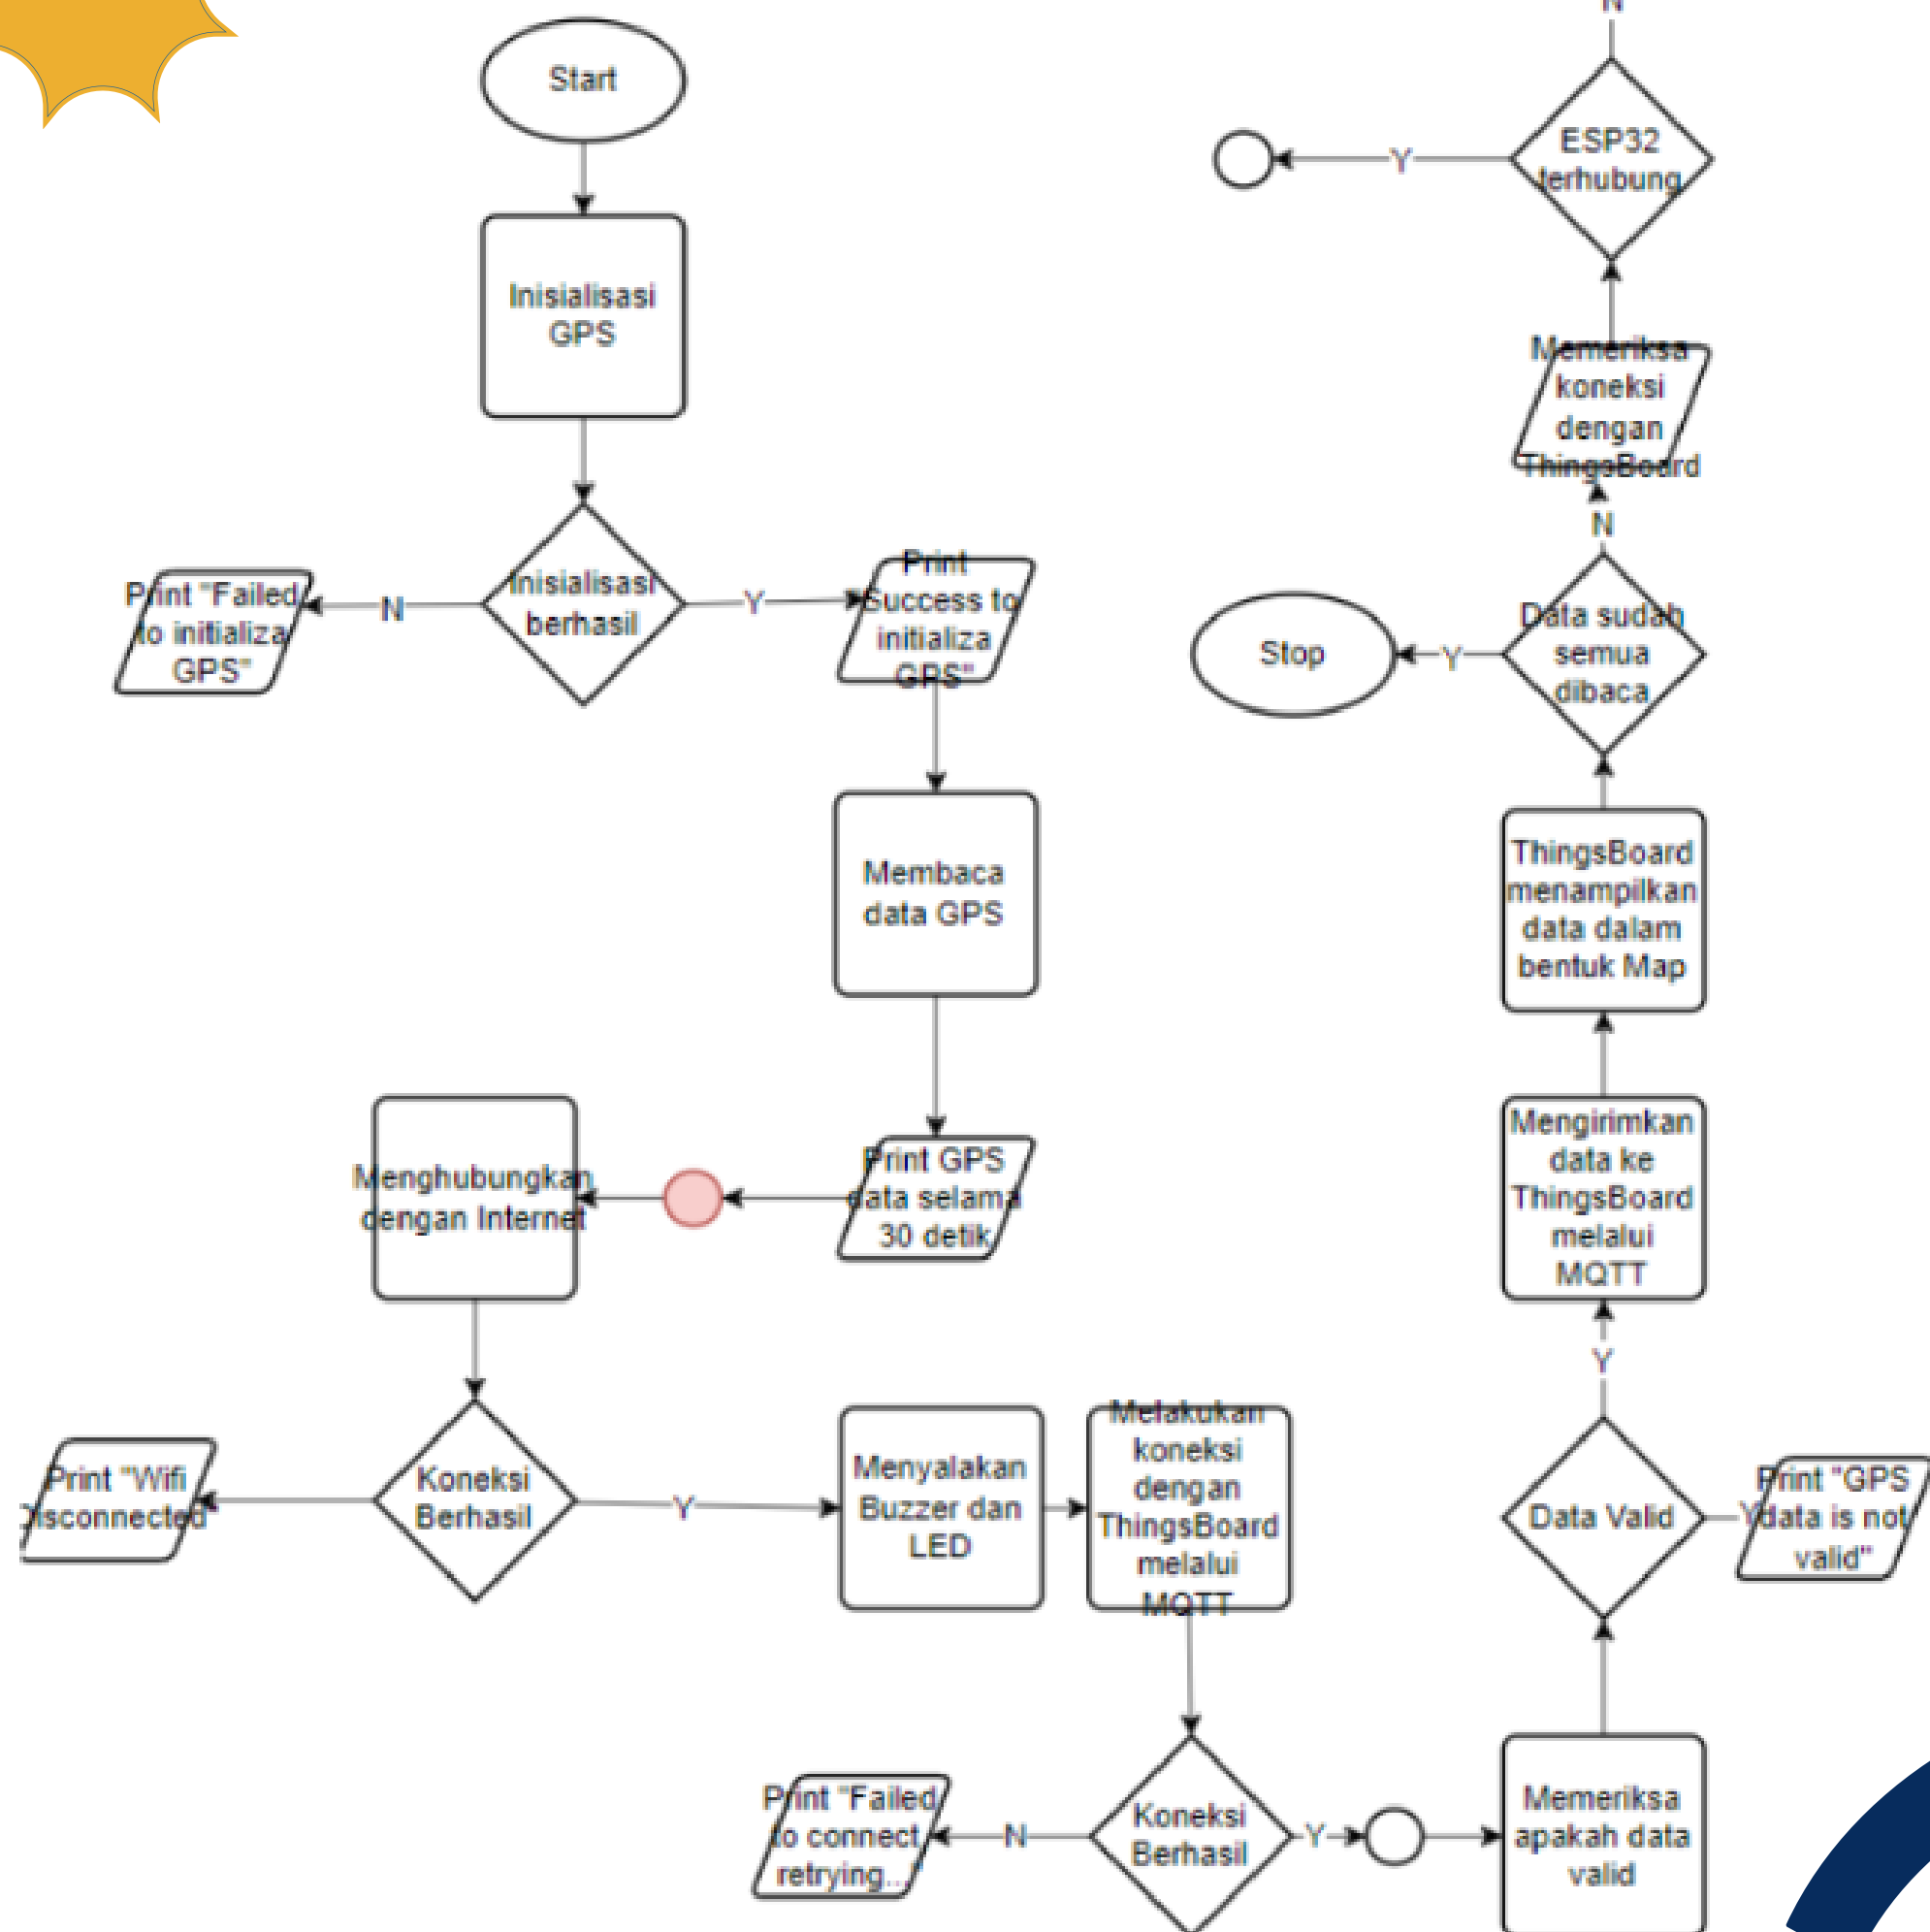 Start
Inisialisasi
GPS
Inisialisasi
berhasil
N
Print "Failed
to initializa
GPS"
Y
Print
Success to
initializa
GPS"
Membaca
data GPS
Print GPS
data selama
30 detik
Menghubungkan
dengan Internet
Koneksi
Berhasil
Print "Wifi
Disconnected"
Y
Menyalakan
Buzzer dan
LED
Melakukan
koneksi
dengan
ThingsBoard
melalui
MQTT
Koneksi
Berhasil
N
Print "Failed
to connect,
retrying..."
Y
Memeriksa
apakah data
valid
Data Valid
Y
Print "GPS
data is not
valid"
Y
Mengirimkan
data ke
ThingsBoard
melalui
MQTT
ThingsBoard
menampilkan
data dalam
bentuk Map
Data sudah
semua
dibaca
Y
Stop
N
Memeriksa
koneksi
dengan
ThingsBoard
ESP32
terhubung
Y
N